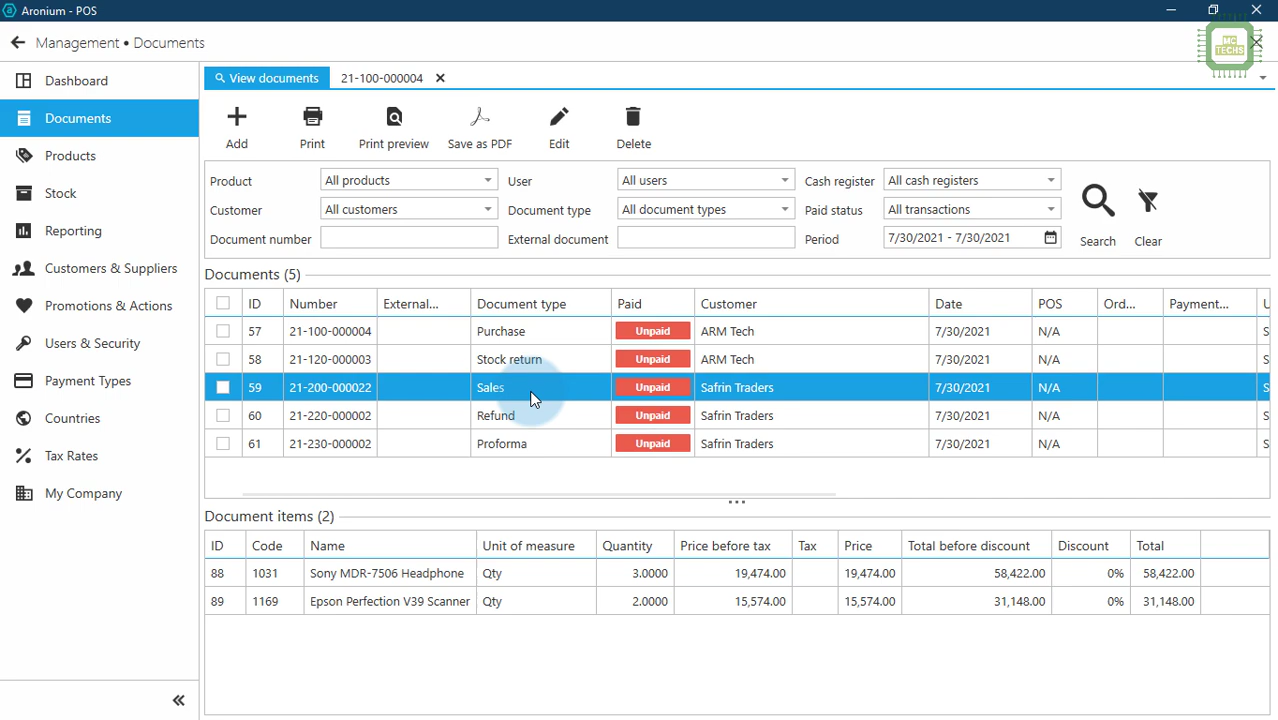 Aronium - POS
Management • Documents
MC TECHS
Dashboard
Documents
Products
Stock
Reporting
Customers & Suppliers
Promotions & Actions
Users & Security
Payment Types
Countries
Tax Rates
My Company
View documents 21-100-000004
Add Print Print preview Save as PDF Edit Delete
Product All products User All users Cash register All cash registers
Customer All customers Document type All document types Paid status All transactions
Document number External document Period 7/30/2021 - 7/30/2021 Search Clear
Documents (5)
ID Number External... Document type Paid Customer Date POS Ord... Payment... U
57 21-100-000004 Purchase Unpaid ARM Tech 7/30/2021 N/A S
58 21-120-000003 Stock return Unpaid ARM Tech 7/30/2021 N/A S
59 21-200-000022 Sales Unpaid Safrin Traders 7/30/2021 N/A S
60 21-220-000002 Refund Unpaid Safrin Traders 7/30/2021 N/A S
61 21-230-000002 Proforma Unpaid Safrin Traders 7/30/2021 N/A S
Document items (2)
ID Code Name Unit of measure Quantity Price before tax Tax Price Total before discount Discount Total
88 1031 Sony MDR-7506 Headphone Qty 3.0000 19,474.00 19,474.00 58,422.00 0% 58,422.00
89 1169 Epson Perfection V39 Scanner Qty 2.0000 15,574.00 15,574.00 31,148.00 0% 31,148.00